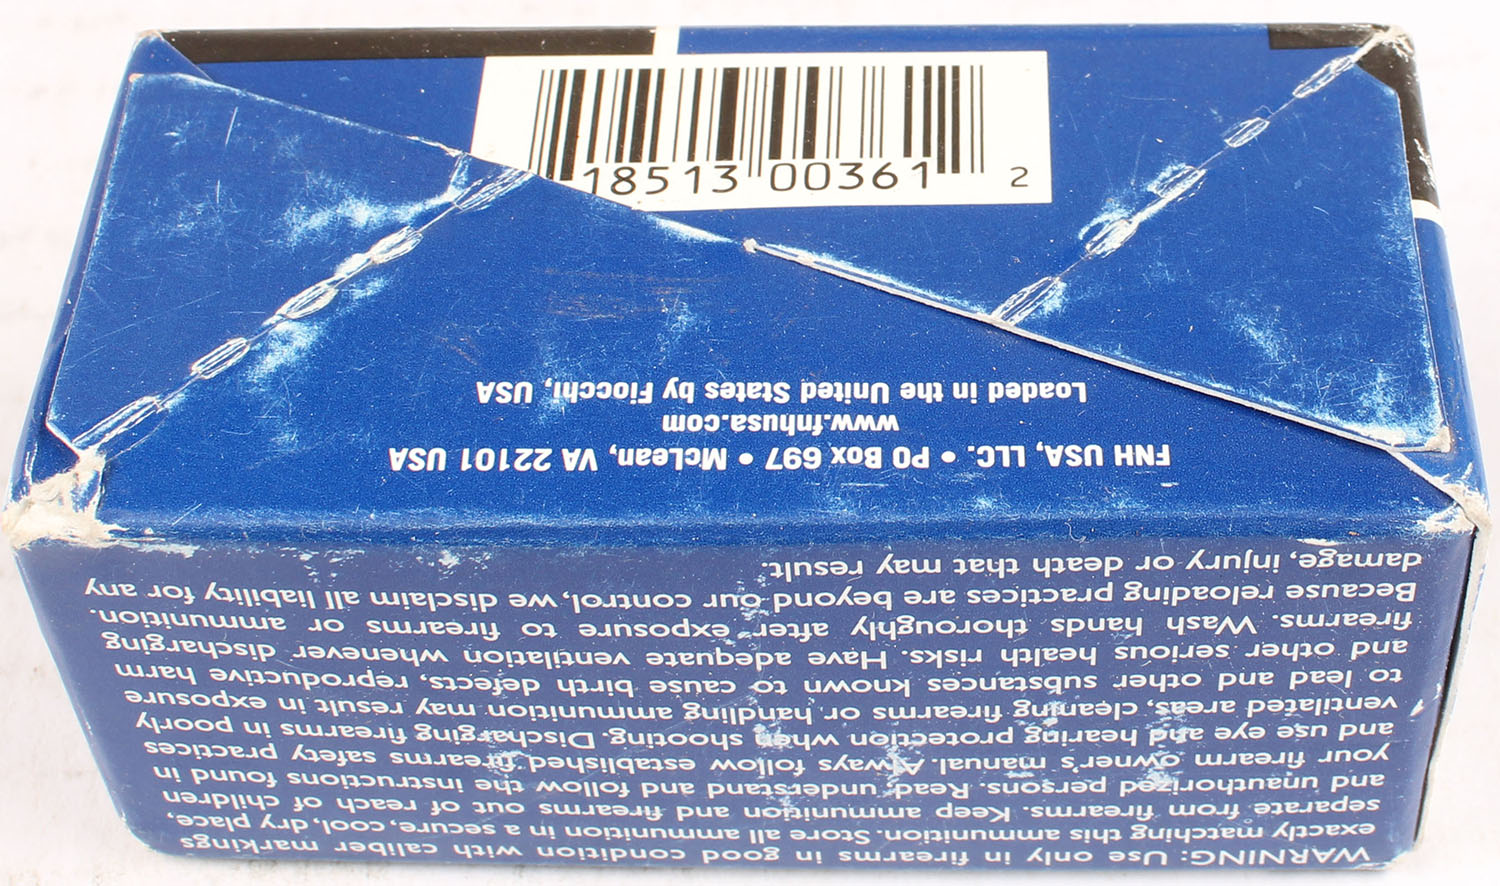 18513 00361 2
FNH USA, LLC. • PO Box 697 • McLean, VA 22101 USA
www.fnhusa.com
Loaded in the United States by Fiocchi, USA
WARNING: Use only in firearms in good condition with caliber markings
exactly matching this ammunition. Store all ammunition in a secure, cool, dry place,
separate from firearms. Keep ammunition and firearms out of reach of children
and unauthorized persons. Read, understand and follow the instructions found in
your firearm owner's manual. Always follow established firearms safety practices
and use eye and hearing protection when shooting. Discharging firearms in poorly
ventilated areas, cleaning firearms or handling ammunition may result in exposure
to lead and other substances known to cause birth defects, reproductive harm
and other serious health risks. Have adequate ventilation whenever discharging
firearms. Wash hands thoroughly after exposure to firearms or ammunition.
Because reloading practices are beyond our control, we disclaim all liability for any
damage, injury, or death that may result.